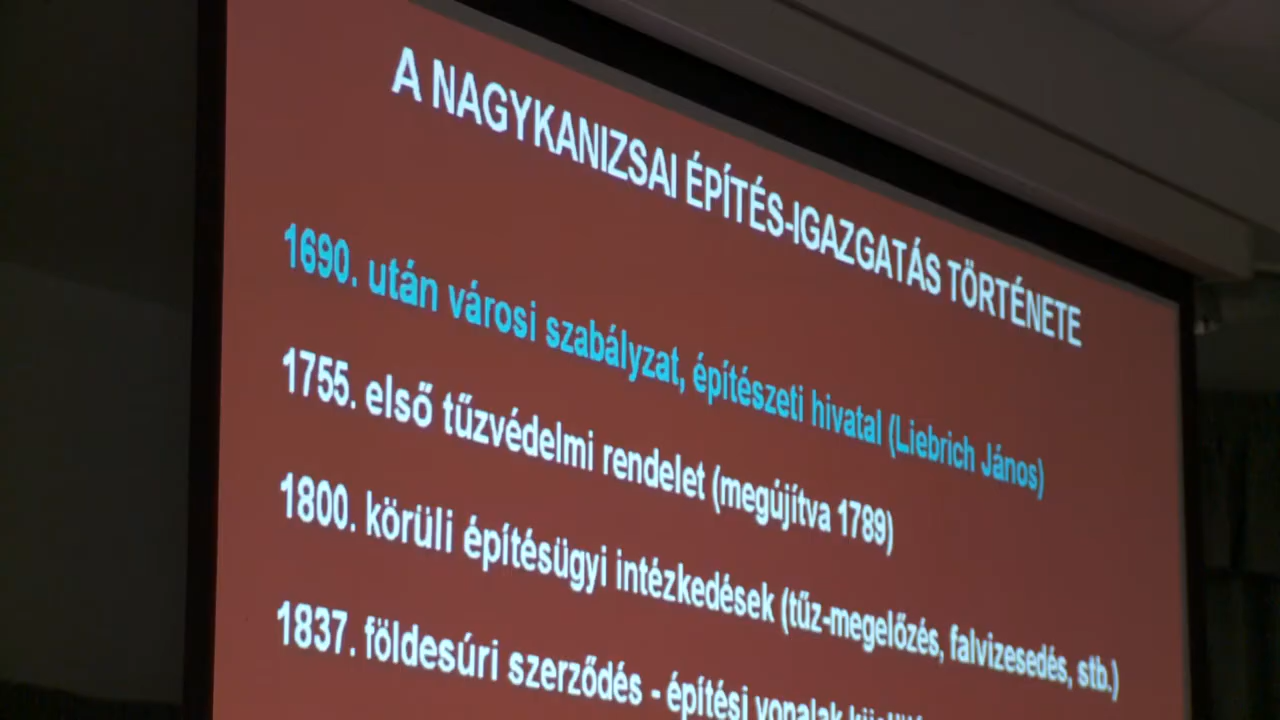 A NAGYKANIZSAI ÉPÍTÉS-IGAZGATÁS TÖRTÉNETE
1690. után városi szabályzat, építészeti hivatal (Liebrich János)
1755. első tűzvédelmi rendelet (megújítva 1789)
1800. körüli építésügyi intézkedések (tűz-megelőzés, falvizesedés, stb.)
1837. földesúri szerződés - építési vonalak